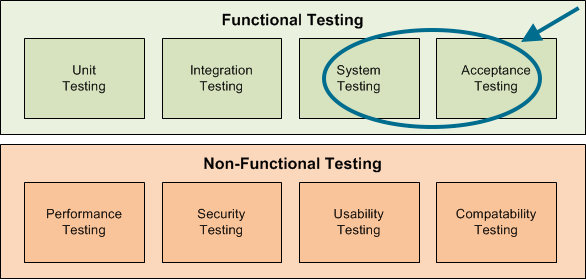 Functional Testing
Unit
Testing
Integration
Testing
System
Testing
Acceptance
Testing
Non-Functional Testing
Performance
Testing
Security
Testing
Usability
Testing
Compatability
Testing